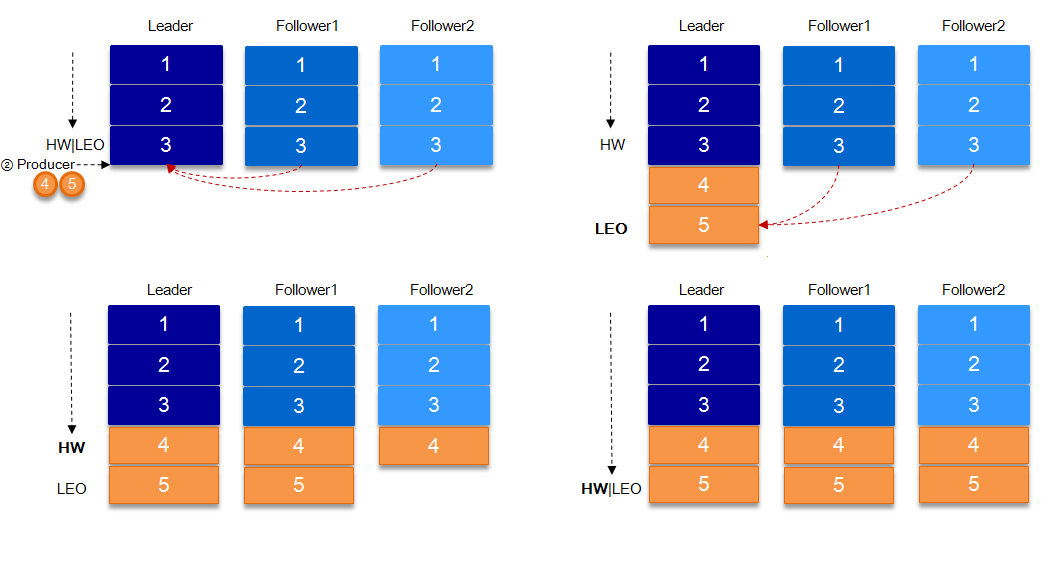 Leader Follower1 Follower2
1 1 1
2 2 2
HW|LEO 3 3 3
② Producer
4 5
Leader Follower1 Follower2
1 1 1
2 2 2
HW 3 3 3
4
LEO 5
Leader Follower1 Follower2
1 1 1
2 2 2
3 3 3
HW 4 4 4
LEO 5 5
Leader Follower1 Follower2
1 1 1
2 2 2
3 3 3
4 4 4
HW|LEO 5 5 5